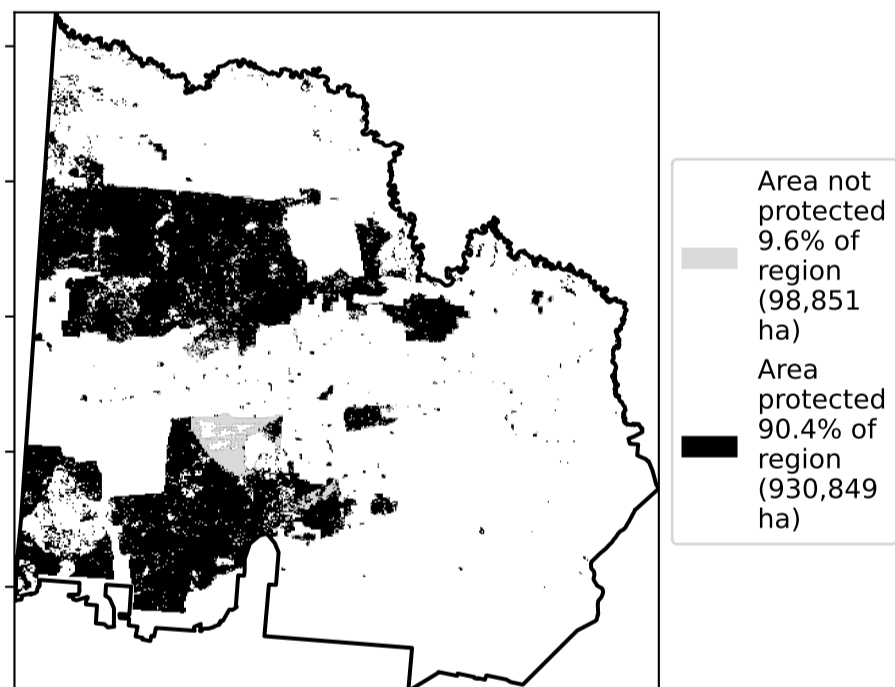 Area not
protected
9.6% of
region
(98,851
ha)
Area
protected
90.4% of
region
(930,849
ha)